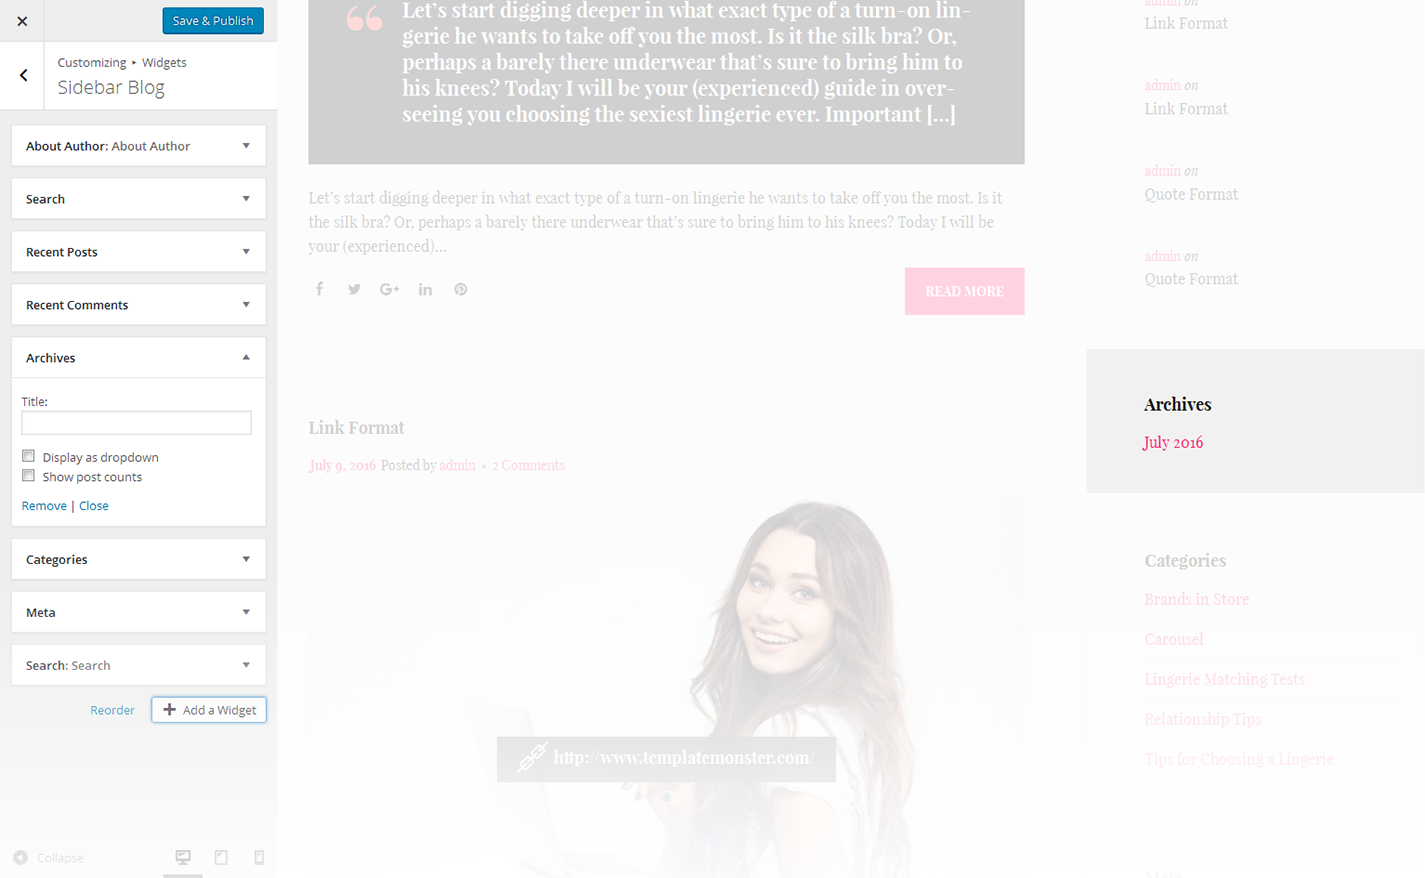 Save & Publish
Customizing ▸ Widgets
Sidebar Blog
About Author: About Author
Search
Recent Posts
Recent Comments
Archives
Title:
Display as dropdown
Show post counts
Remove | Close
Categories
Meta
Search: Search
Reorder
Add a Widget
Collapse
Let's start digging deeper in what exact type of a turn-on lin-
gerie he wants to take off you the most. Is it the silk bra? Or,
perhaps a barely there underwear that's sure to bring him to
his knees? Today I will be your (experienced) guide in over-
seeing you choosing the sexiest lingerie ever. Important [...]
Let's start digging deeper in what exact type of a turn-on lingerie he wants to take off you the most. Is it
the silk bra? Or, perhaps a barely there underwear that's sure to bring him to his knees? Today I will be
your (experienced)...
READ MORE
Link Format
July 9, 2016 Posted by admin • 2 Comments
http://www.templatemonster.com/
admin on
Link Format
admin on
Link Format
admin on
Quote Format
admin on
Quote Format
Archives
July 2016
Categories
Brands in Store
Carousel
Lingerie Matching Tests
Relationship Tips
Tips for Choosing a Lingerie
Meta